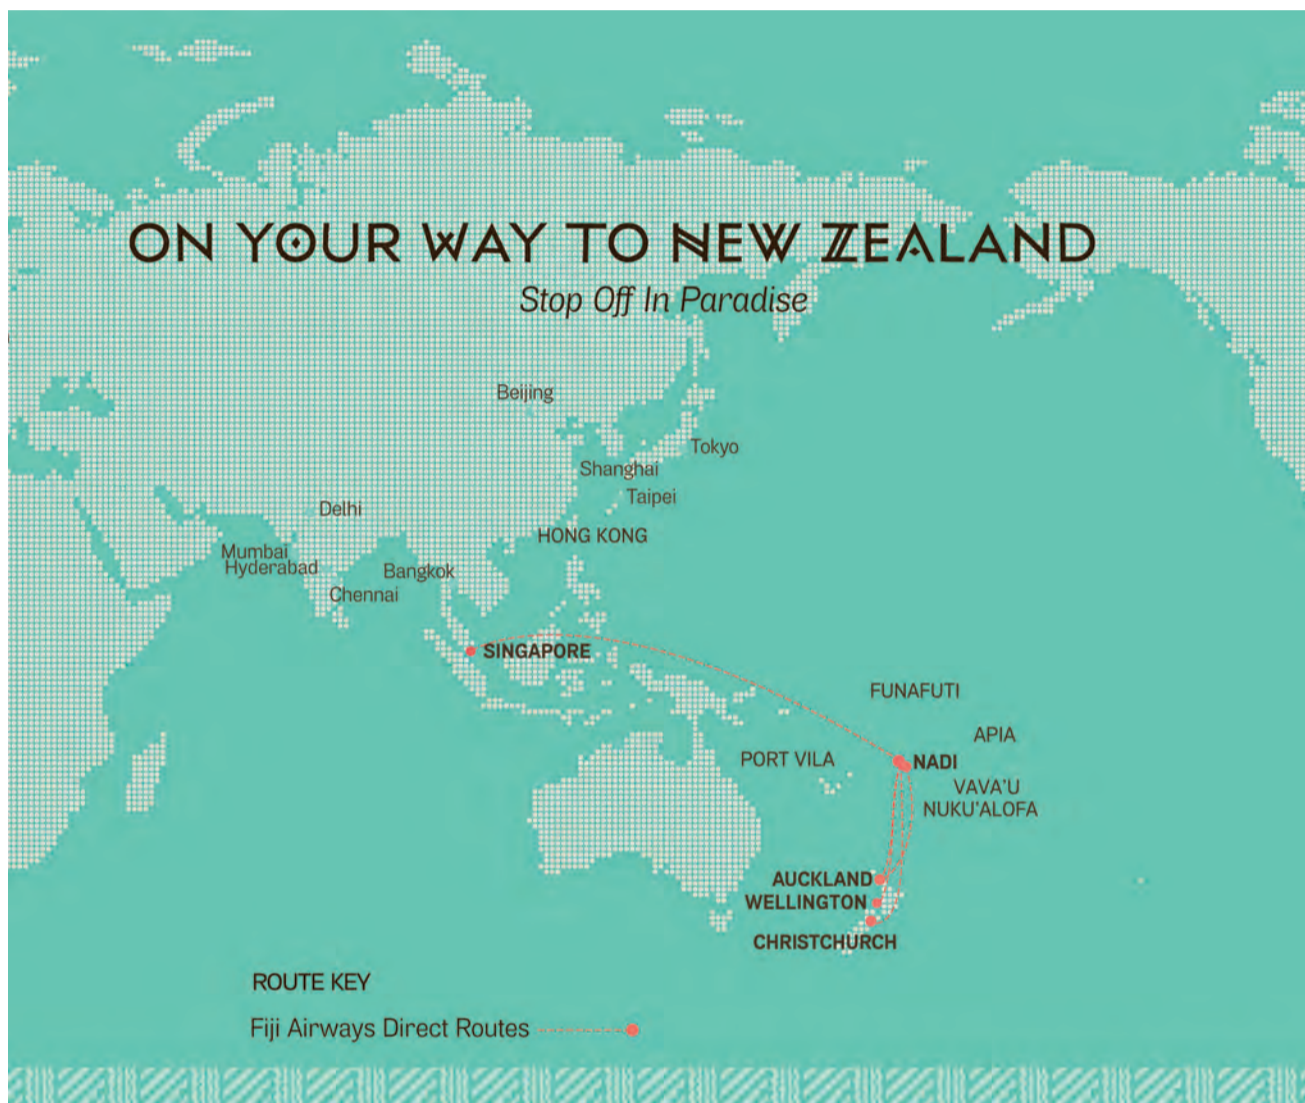 ON YOUR WAY TO NEW ZEALAND
Stop Off In Paradise
Beijing
Tokyo
Shanghai
Taipei
Delhi
HONG KONG
Mumbai
Hyderabad
Bangkok
Chennai
SINGAPORE
FUNAFUTI
APIA
PORT VILA
NADI
VAVA'U
NUKU'ALOFA
AUCKLAND
WELLINGTON
CHRISTCHURCH
ROUTE KEY
Fiji Airways Direct Routes